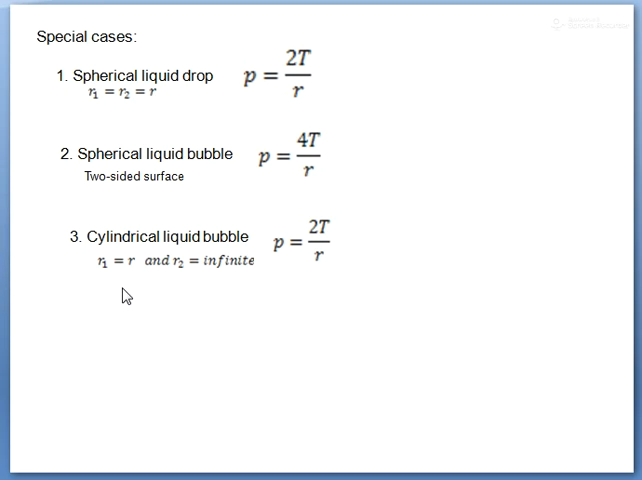 Special cases:
1. Spherical liquid drop p = 2T/r
r₁ = r₂ = r
2. Spherical liquid bubble p = 4T/r
Two-sided surface
3. Cylindrical liquid bubble p = 2T/r
r₁ = r and r₂ = infinite